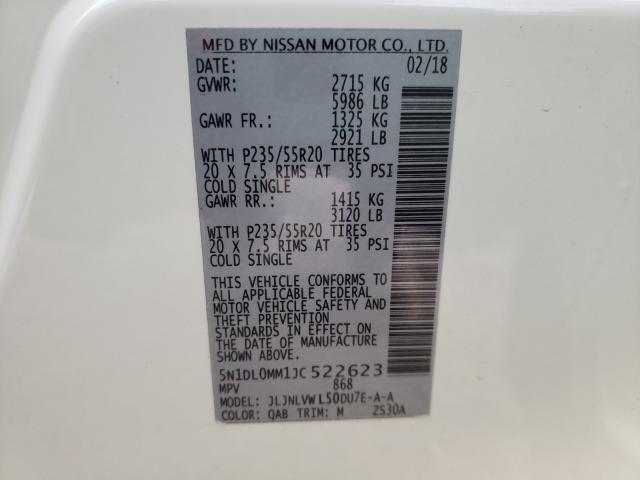 MFD BY NISSAN MOTOR CO., LTD.
DATE: 02/18
GVWR: 2715 KG
5986 LB
GAWR FR.: 1325 KG
2921 LB
WITH P235/55R20 TIRES
20 X 7.5 RIMS AT 35 PSI
COLD SINGLE
GAWR RR.: 1415 KG
3120 LB
WITH P235/55R20 TIRES
20 X 7.5 RIMS AT 35 PSI
COLD SINGLE
THIS VEHICLE CONFORMS TO
ALL APPLICABLE FEDERAL
MOTOR VEHICLE SAFETY AND
THEFT PREVENTION
STANDARDS IN EFFECT ON
THE DATE OF MANUFACTURE
SHOWN ABOVE.
5N1DL0MM1JC522623
MPV 868
MODEL: JLJNLVWL50DU7E-A-A
COLOR: QAB TRIM: M ZS30A